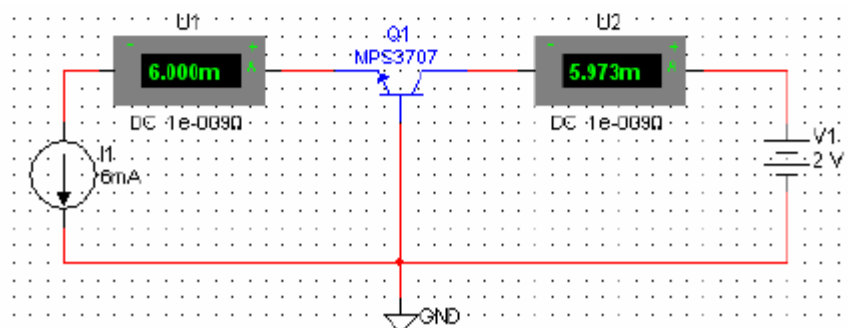 U1
Q1
U2
MPS3707
- +
6.000m A
- +
5.973m A
DC 1e-009Ω
DC 1e-009Ω
I1
6mA
V1
2 V
GND